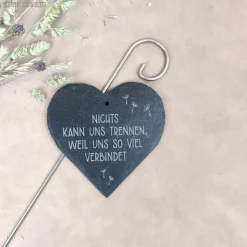 NICHTS
KANN UNS TRENNEN,
WEIL UNS SO VIEL
VERBINDET